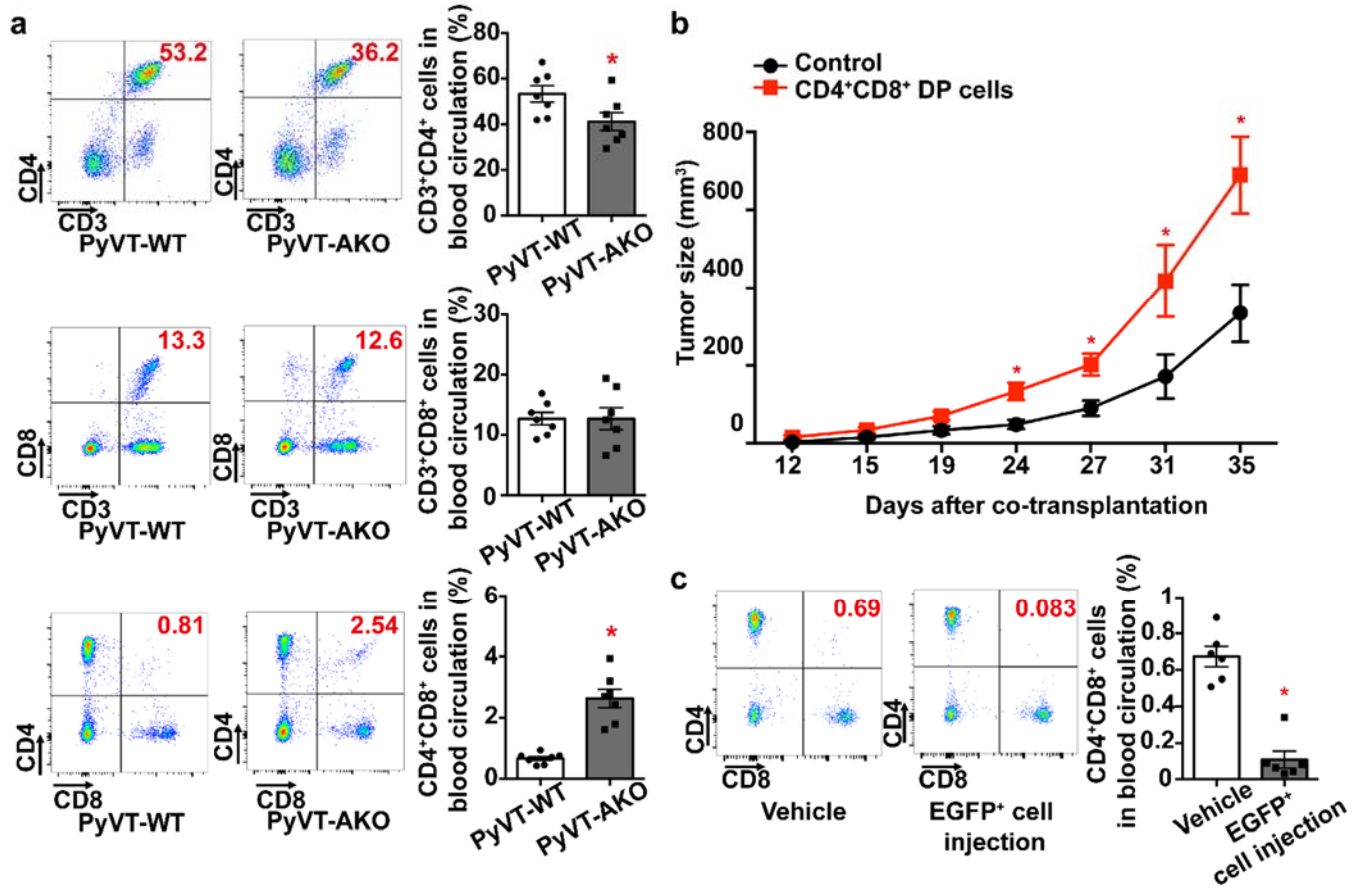 a
53.2
36.2
CD4
CD3
PyVT-WT
CD4
CD3
PyVT-AKO
CD3⁺CD4⁺ cells in
blood circulation (%)
80
60
40
20
0
*
PyVT-WT
PyVT-AKO
13.3
12.6
CD8
CD3
PyVT-WT
CD8
CD3
PyVT-AKO
CD3⁺CD8⁺ cells in
blood circulation (%)
30
20
10
0
PyVT-WT
PyVT-AKO
0.81
2.54
CD4
CD8
PyVT-WT
CD4
CD8
PyVT-AKO
CD4⁺CD8⁺ cells in
blood circulation (%)
6
4
2
0
*
PyVT-WT
PyVT-AKO
b
Control
CD4⁺CD8⁺ DP cells
Tumor size (mm³)
800
600
400
200
0
* * * *
12 15 19 24 27 31 35
Days after co-transplantation
c
0.69
0.083
CD4
CD8
Vehicle
CD4
CD8
EGFP⁺ cell
injection
CD4⁺CD8⁺ cells
in blood circulation (%)
1
0.8
0.6
0.4
0.2
0
*
Vehicle
EGFP⁺
cell injection